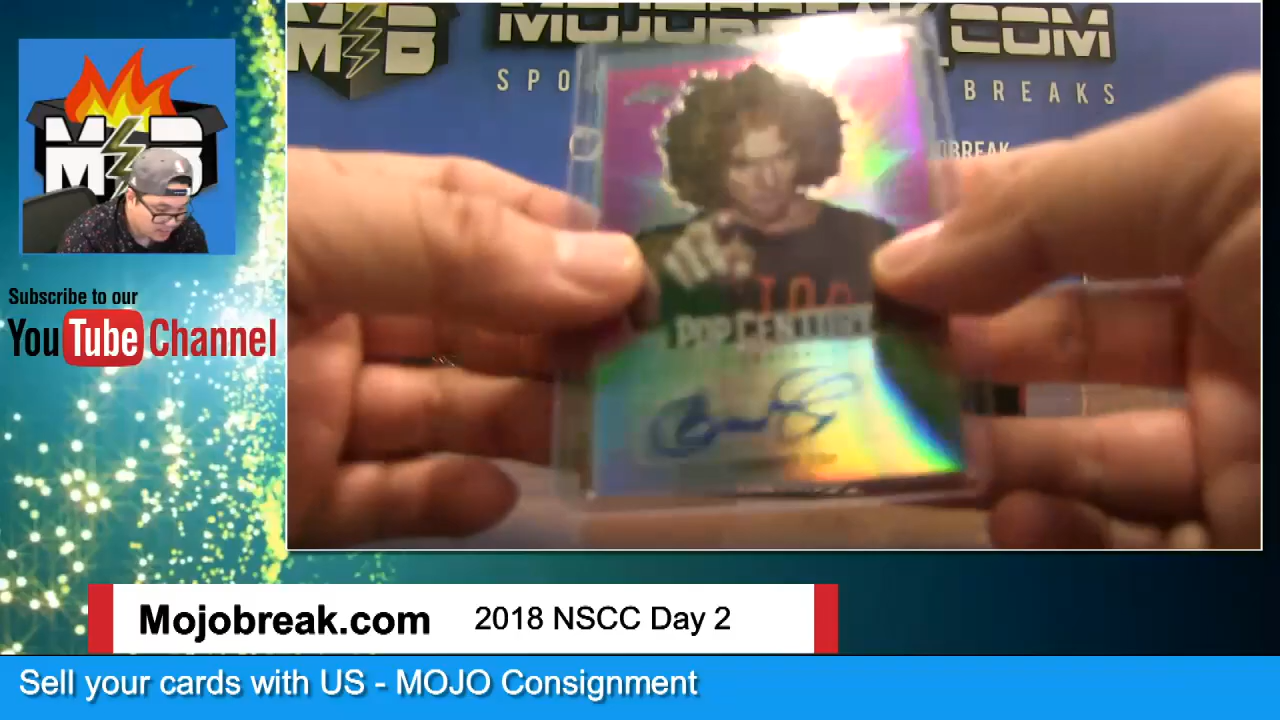 MOJOBREAK.COM
M B
SPO BREAKS
OBREAK
M B
M B
Subscribe to our
YouTube Channel
POP CENTURY
Mojobreak.com 2018 NSCC Day 2
Sell your cards with US - MOJO Consignment